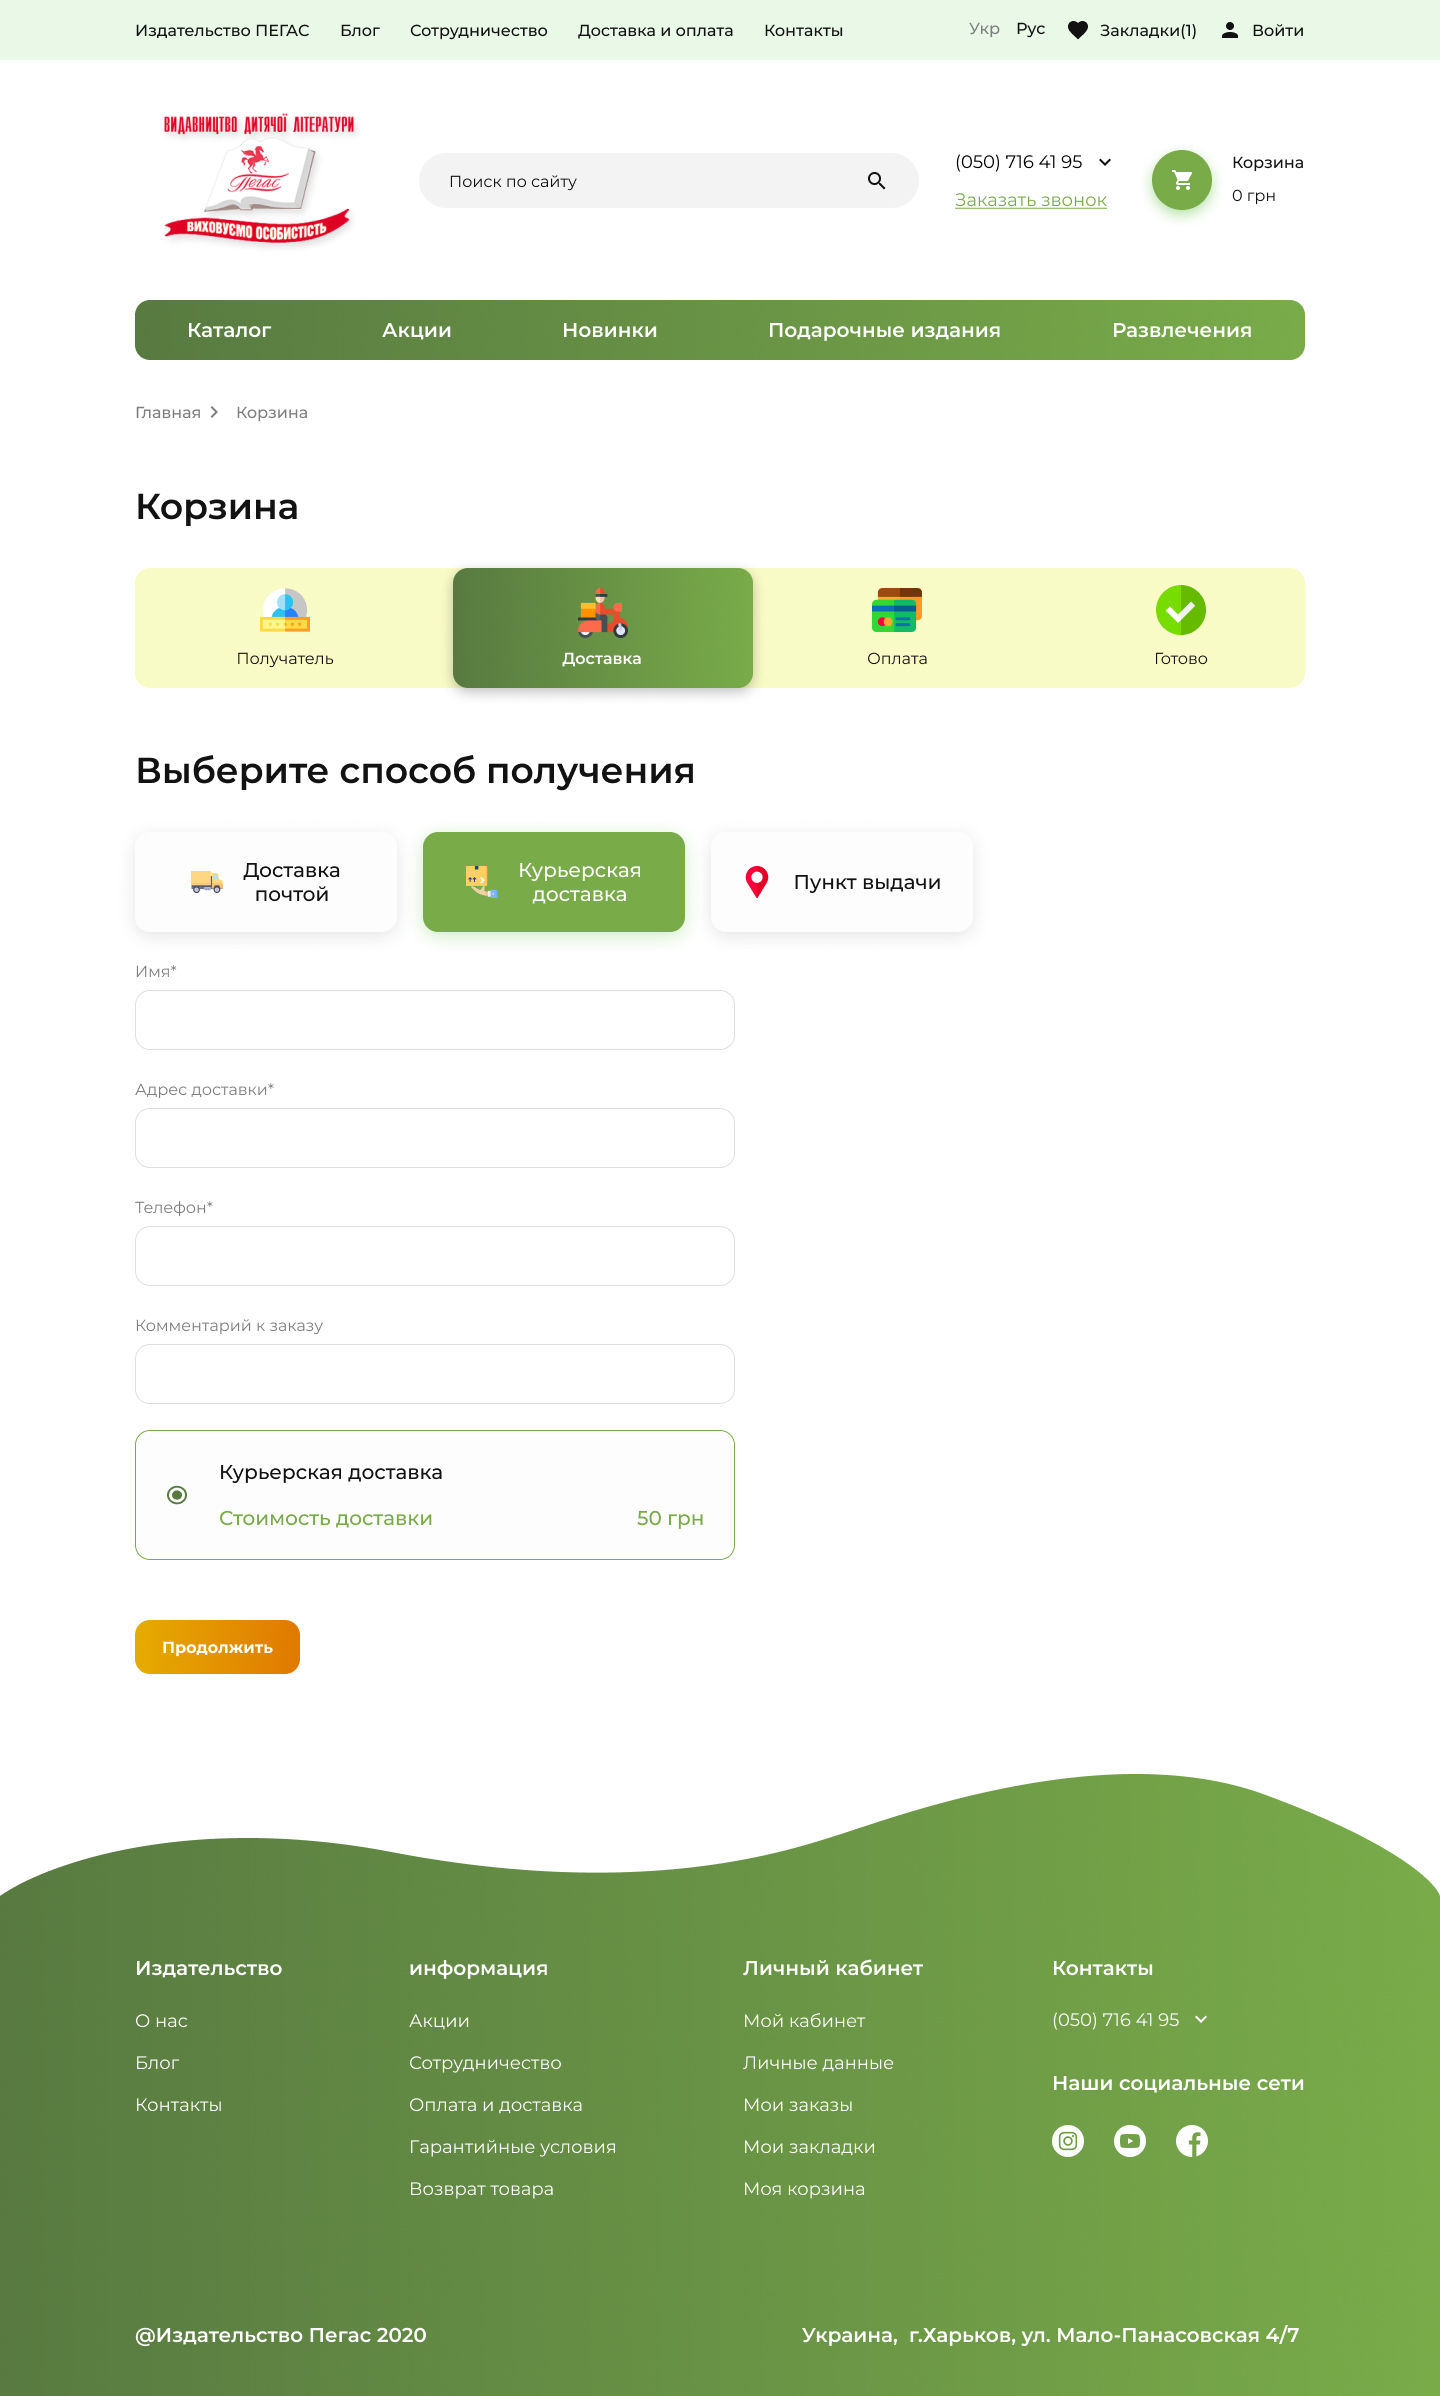 Издательство ПЕГАС Блог Сотрудничество Доставка и оплата Контакты Укр Рус Закладки(1) Войти
ВИДАВНИЦТВО ДИТЯЧОЇ ЛІТЕРАТУРИ
Пегас
ВИХОВУЄМО ОСОБИСТІСТЬ
Поиск по сайту
(050) 716 41 95
Заказать звонок
Корзина
0 грн
Каталог Акции Новинки Подарочные издания Развлечения
Главная Корзина
Корзина
Получатель Доставка Оплата Готово
Выберите способ получения
Доставка
почтой
Курьерская
доставка
Пункт выдачи
Имя*
Адрес доставки*
Телефон*
Комментарий к заказу
Курьерская доставка
Стоимость доставки 50 грн
Продолжить
Издательство
О нас
Блог
Контакты
информация
Акции
Сотрудничество
Оплата и доставка
Гарантийные условия
Возврат товара
Личный кабинет
Мой кабинет
Личные данные
Мои заказы
Мои закладки
Моя корзина
Контакты
(050) 716 41 95
Наши социальные сети
@Издательство Пегас 2020
Украина, г.Харьков, ул. Мало-Панасовская 4/7